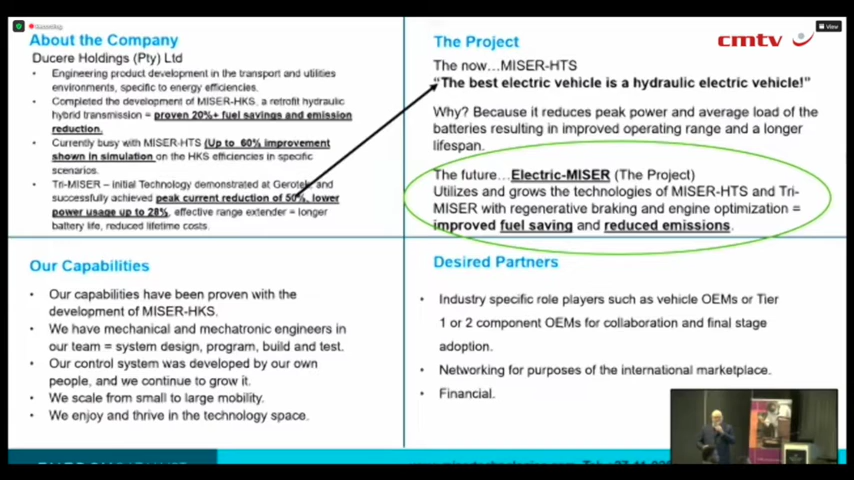 Recording
cmtv
View
About the Company
Ducere Holdings (Pty) Ltd
• Engineering product development in the transport and utilities
environments, specific to energy efficiencies.
• Completed the development of MISER-HKS, a retrofit hydraulic
hybrid transmission = proven 20%+ fuel savings and emission
reduction.
• Currently busy with MISER-HTS (Up to 60% improvement
shown in simulation on the HKS efficiencies in specific
scenarios.
• Tri-MISER – initial Technology demonstrated at Gerotek, and
successfully achieved peak current reduction of 50%, lower
power usage up to 28%, effective range extender = longer
battery life, reduced lifetime costs.
The Project
The now…MISER-HTS
“The best electric vehicle is a hydraulic electric vehicle!”
Why? Because it reduces peak power and average load of the
batteries resulting in improved operating range and a longer
lifespan.
The future…Electric-MISER (The Project)
Utilizes and grows the technologies of MISER-HTS and Tri-
MISER with regenerative braking and engine optimization =
improved fuel saving and reduced emissions.
Our Capabilities
• Our capabilities have been proven with the
development of MISER-HKS.
• We have mechanical and mechatronic engineers in
our team = system design, program, build and test.
• Our control system was developed by our own
people, and we continue to grow it.
• We scale from small to large mobility.
• We enjoy and thrive in the technology space.
Desired Partners
• Industry specific role players such as vehicle OEMs or Tier
1 or 2 component OEMs for collaboration and final stage
adoption.
• Networking for purposes of the international marketplace.
• Financial.